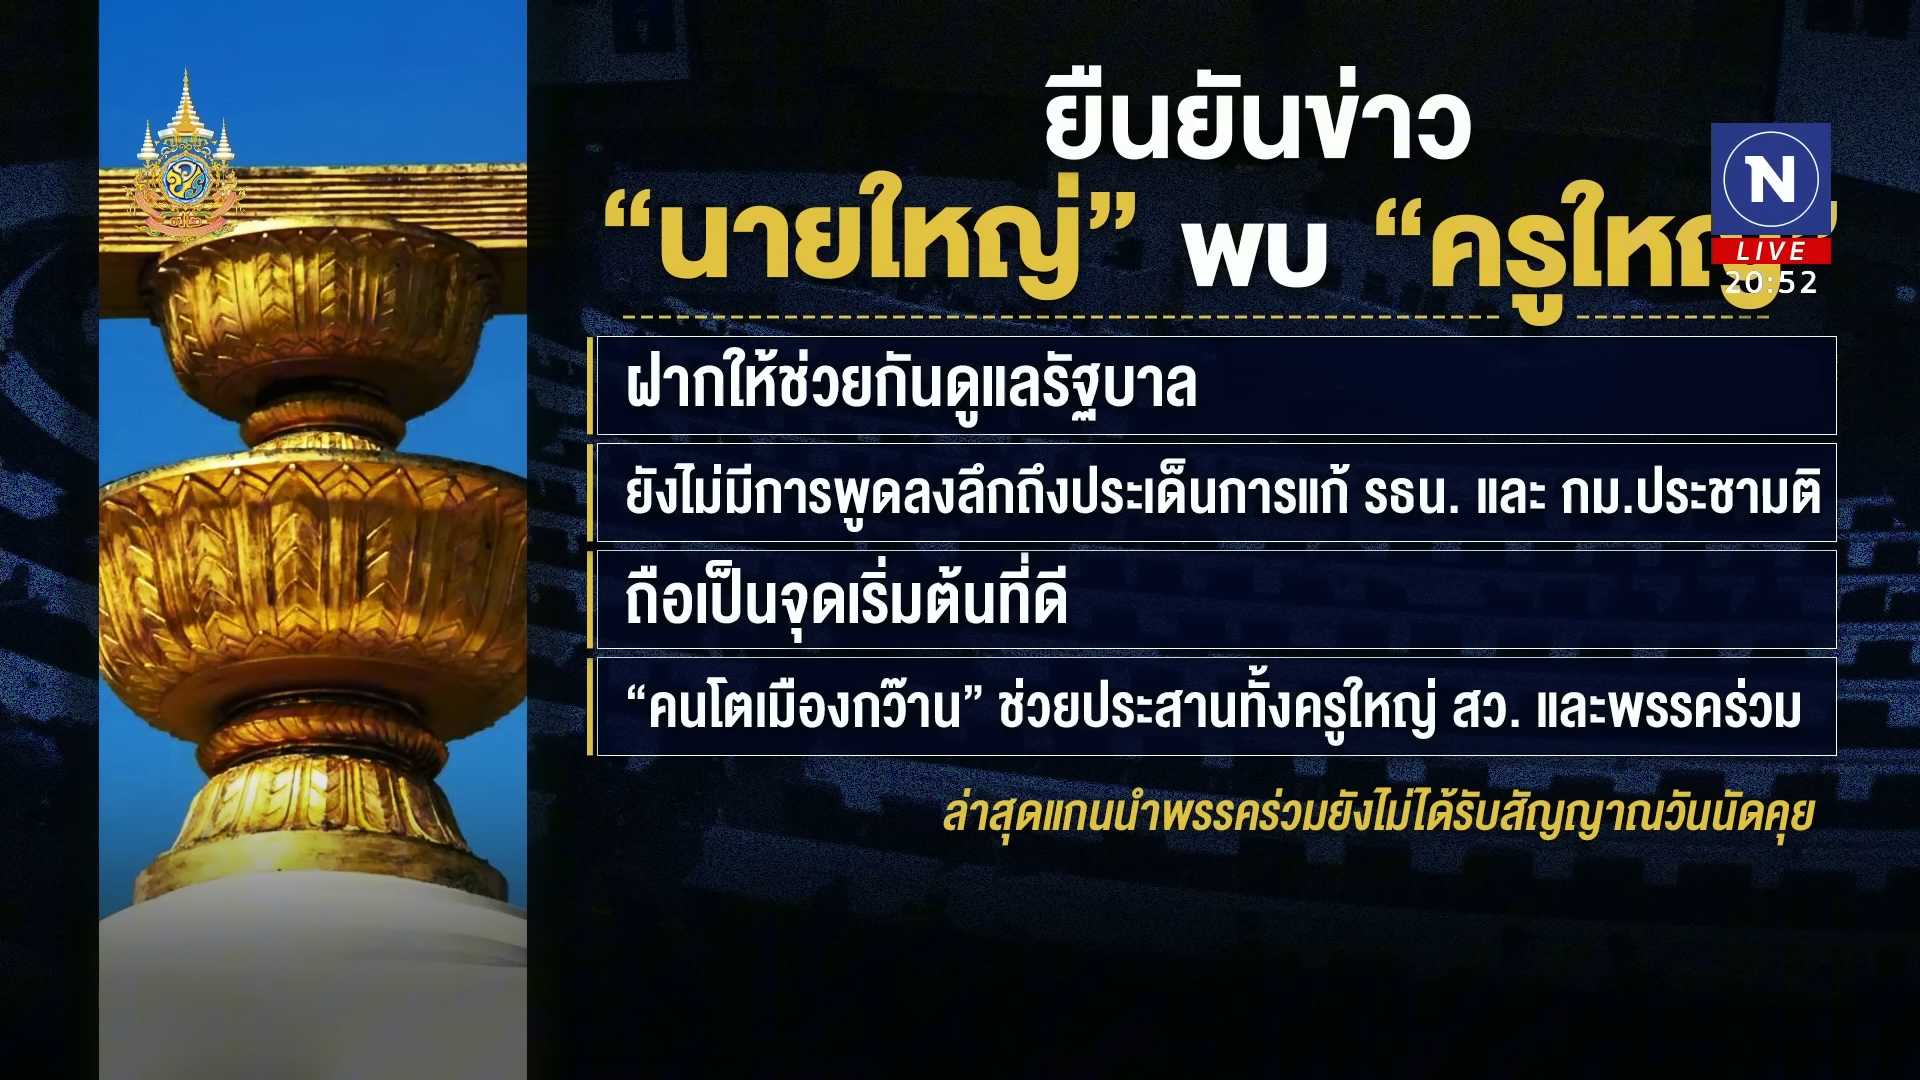 ยืนยันข่าว
“นายใหญ่” พบ “ครูใหญ่”
N
LIVE
20:52
ฝากให้ช่วยกันดูแลรัฐบาล
ยังไม่มีการพูดลงลึกถึงประเด็นการแก้ รธน. และ กม.ประชามติ
ถือเป็นจุดเริ่มต้นที่ดี
“คนโตเมืองกว๊าน” ช่วยประสานทั้งครูใหญ่ สว. และพรรคร่วม
ล่าสุดแกนนำพรรคร่วมยังไม่ได้รับสัญญาณวันนัดคุย